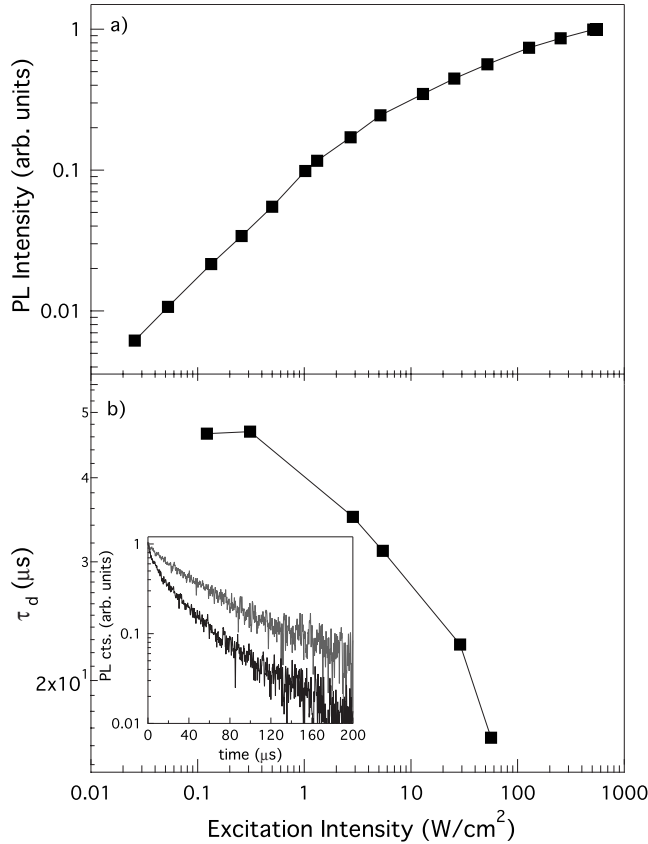 a)
1
0.1
0.01
PL Intensity (arb. units)
b)
5
4
3
2x10¹
τd (μs)
1
0.1
0.01
PL cts. (arb. units)
0 40 80 120 160 200
time (μs)
0.01 0.1 1 10 100 1000
Excitation Intensity (W/cm²)